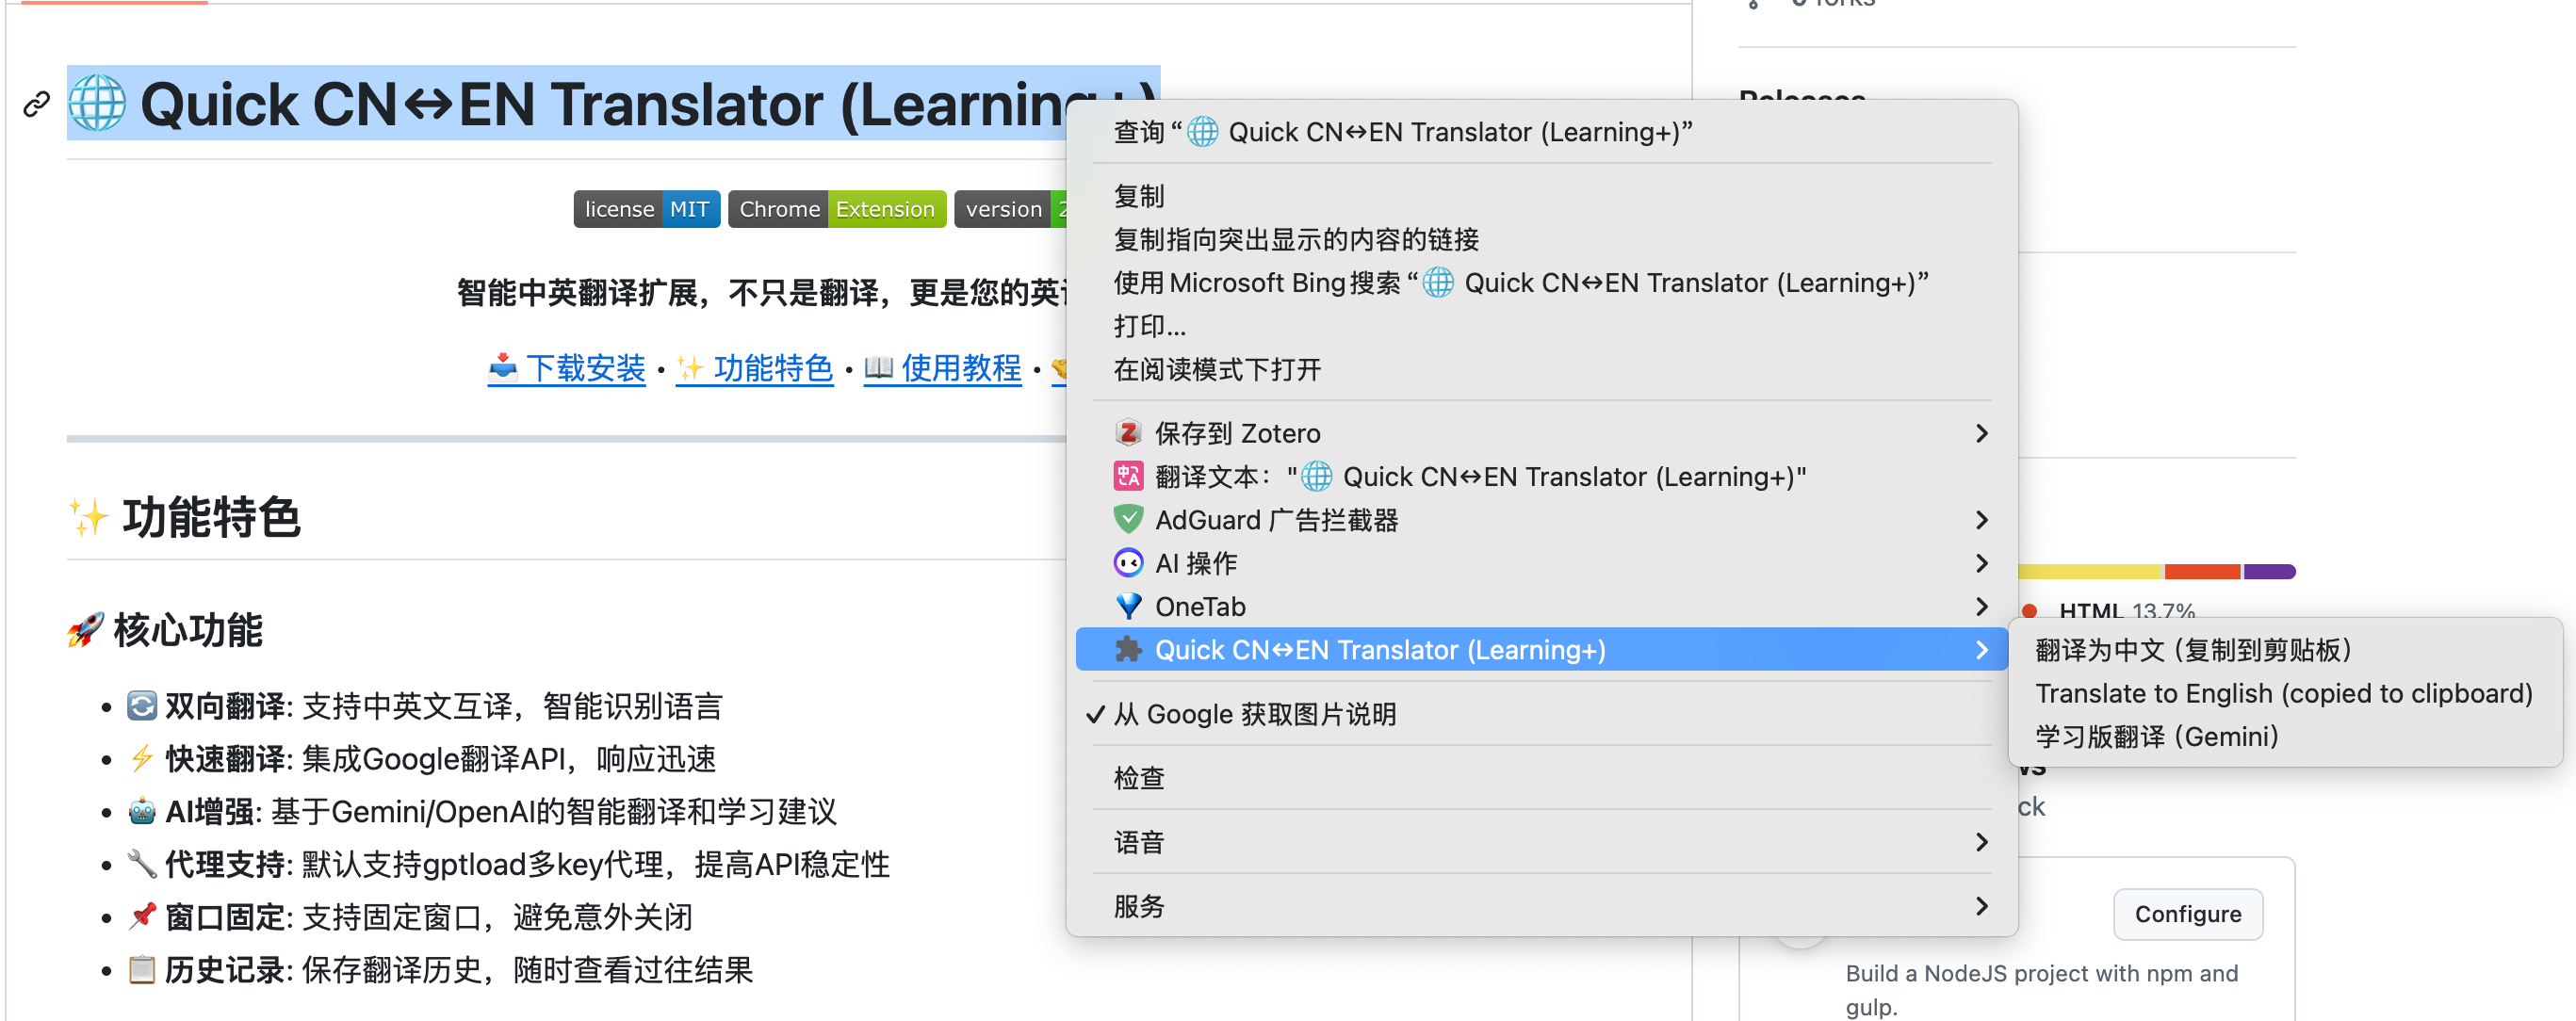 0 forks
🌐 Quick CN↔EN Translator (Learning+)
license MIT
Chrome Extension
version 2
智能中英翻译扩展，不只是翻译，更是您的英
📥 下载安装 • ✨ 功能特色 • 📖 使用教程 •
✨ 功能特色
🚀 核心功能
• 🔄 双向翻译: 支持中英文互译，智能识别语言
• ⚡ 快速翻译: 集成Google翻译API，响应迅速
• 🤖 AI增强: 基于Gemini/OpenAI的智能翻译和学习建议
• 🔧 代理支持: 默认支持gptload多key代理，提高API稳定性
• 📌 窗口固定: 支持固定窗口，避免意外关闭
• 📋 历史记录: 保存翻译历史，随时查看过往结果
查询“🌐 Quick CN↔EN Translator (Learning+)”
复制
复制指向突出显示的内容的链接
使用Microsoft Bing搜索“🌐 Quick CN↔EN Translator (Learning+)”
打印...
在阅读模式下打开
保存到 Zotero
翻译文本："🌐 Quick CN↔EN Translator (Learning+)"
AdGuard 广告拦截器
AI 操作
OneTab
Quick CN↔EN Translator (Learning+)
✓ 从 Google 获取图片说明
检查
语音
服务
翻译为中文 (复制到剪贴板)
Translate to English (copied to clipboard)
学习版翻译 (Gemini)
Releases
HTML 13.7%
ck
Configure
Build a NodeJS project with npm and
gulp.